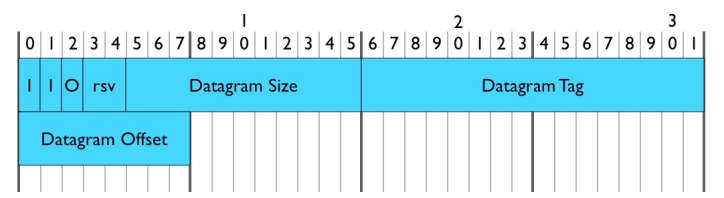 1 2 3
0 1 2 3 4 5 6 7 8 9 0 1 2 3 4 5 6 7 8 9 0 1 2 3 4 5 6 7 8 9 0 1
1 1 O rsv Datagram Size Datagram Tag
Datagram Offset